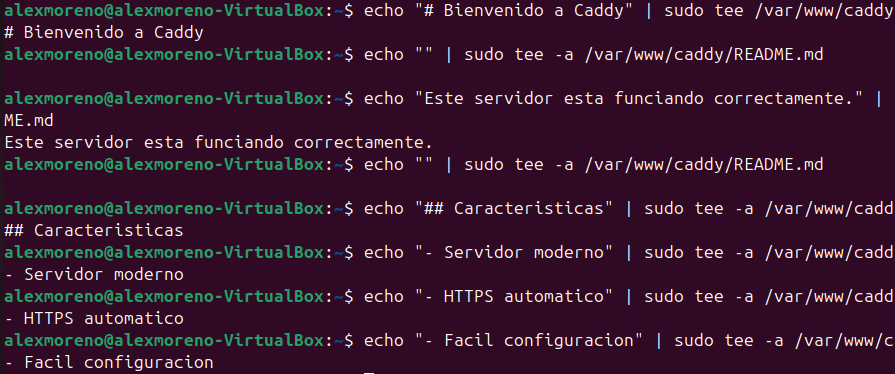 alexmoreno@alexmoreno-VirtualBox:~$ echo "# Bienvenido a Caddy" | sudo tee /var/www/caddy
# Bienvenido a Caddy
alexmoreno@alexmoreno-VirtualBox:~$ echo "" | sudo tee -a /var/www/caddy/README.md
alexmoreno@alexmoreno-VirtualBox:~$ echo "Este servidor esta funciando correctamente." |
ME.md
Este servidor esta funciando correctamente.
alexmoreno@alexmoreno-VirtualBox:~$ echo "" | sudo tee -a /var/www/caddy/README.md
alexmoreno@alexmoreno-VirtualBox:~$ echo "## Caracteristicas" | sudo tee -a /var/www/cadd
## Caracteristicas
alexmoreno@alexmoreno-VirtualBox:~$ echo "- Servidor moderno" | sudo tee -a /var/www/cadd
- Servidor moderno
alexmoreno@alexmoreno-VirtualBox:~$ echo "- HTTPS automatico" | sudo tee -a /var/www/cadd
- HTTPS automatico
alexmoreno@alexmoreno-VirtualBox:~$ echo "- Facil configuracion" | sudo tee -a /var/www/c
- Facil configuracion